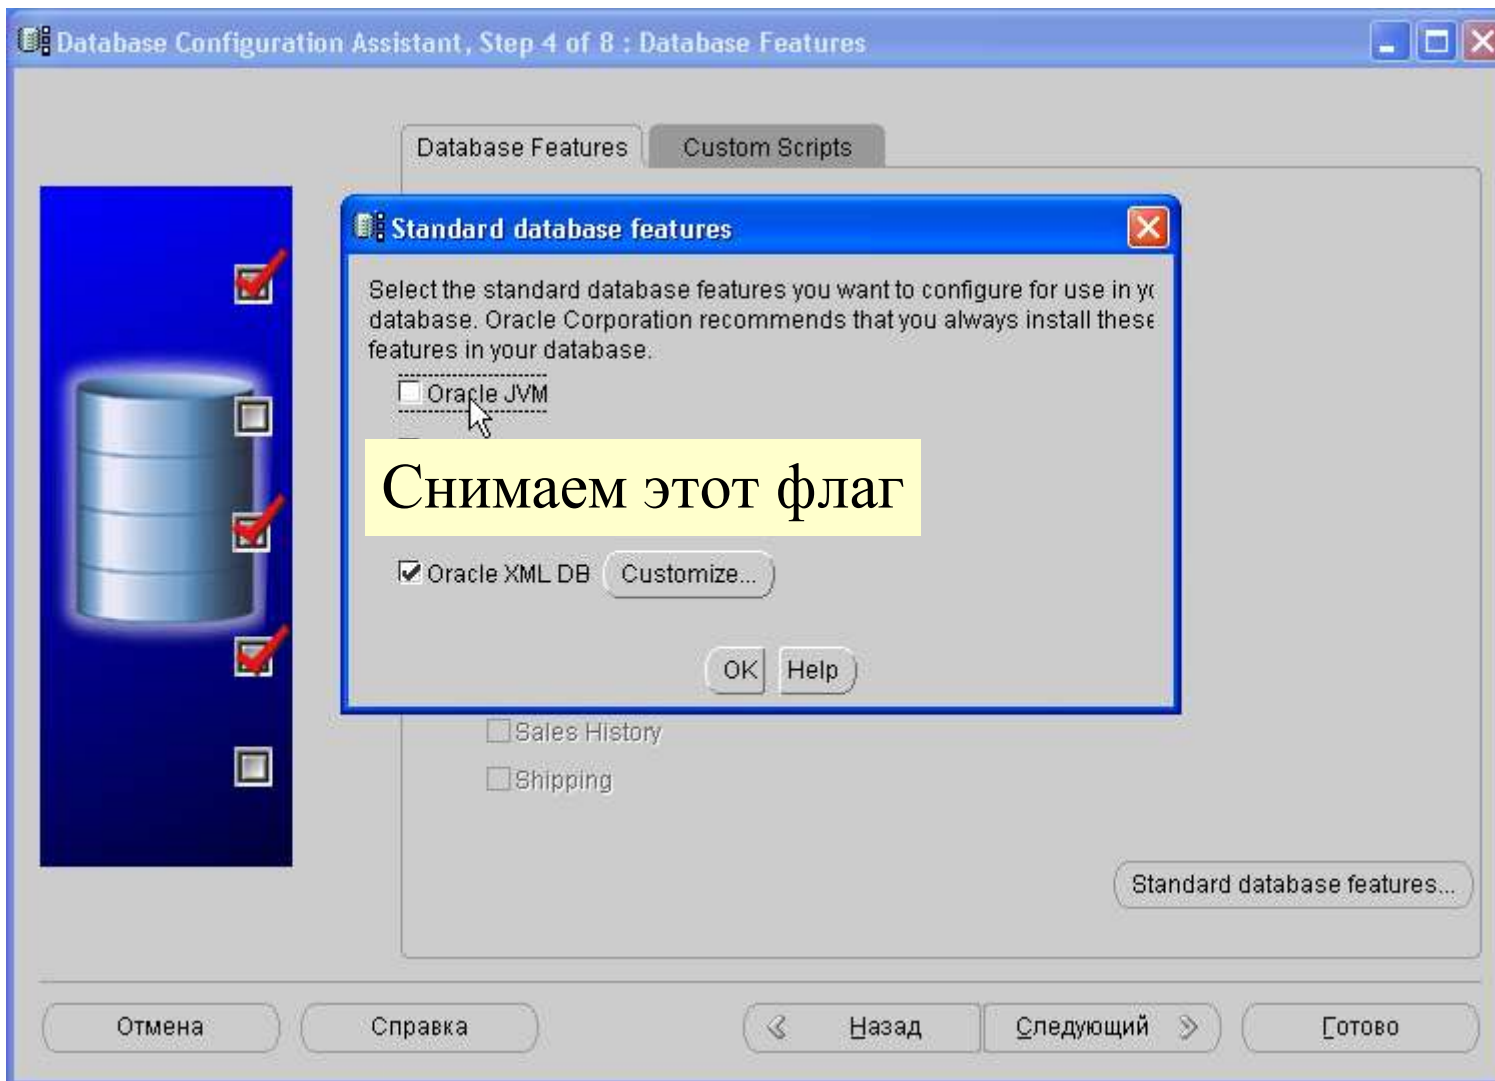 Database Configuration Assistant, Step 4 of 8 : Database Features
Database Features
Custom Scripts
Standard database features
Select the standard database features you want to configure for use in
database. Oracle Corporation recommends that you always install these
features in your database.
Oracle JVM
Снимаем этот флаг
Oracle XML DB
Customize...
OK
Help
Sales History
Shipping
Standard database features...
Отмена
Справка
Назад
Следующий
Готово